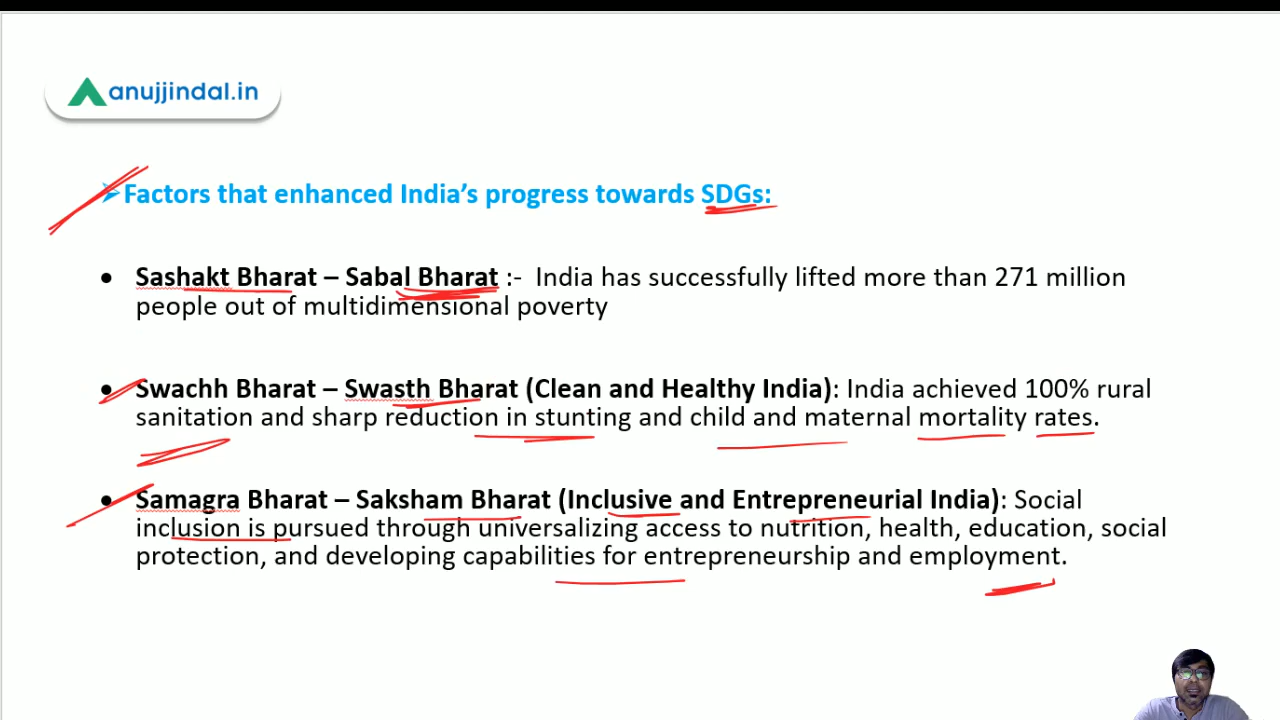 anujjindal.in
Factors that enhanced India's progress towards SDGs:
Sashakt Bharat – Sabal Bharat :- India has successfully lifted more than 271 million
people out of multidimensional poverty
Swachh Bharat – Swasth Bharat (Clean and Healthy India): India achieved 100% rural
sanitation and sharp reduction in stunting and child and maternal mortality rates.
Samagra Bharat – Saksham Bharat (Inclusive and Entrepreneurial India): Social
inclusion is pursued through universalizing access to nutrition, health, education, social
protection, and developing capabilities for entrepreneurship and employment.